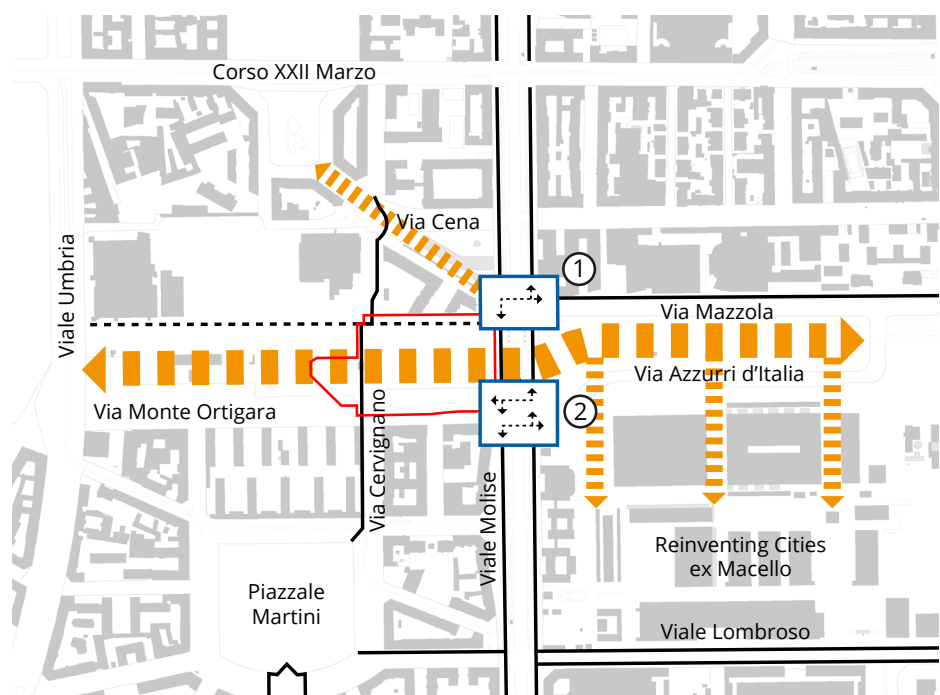 Corso XXII Marzo
Via Cena
Viale Umbria
1
Via Mazzola
Via Azzurri d’Italia
Via Monte Ortigara
2
Via Cervignano
Viale Molise
Reinventing Cities
ex Macello
Piazzale
Martini
Viale Lombroso